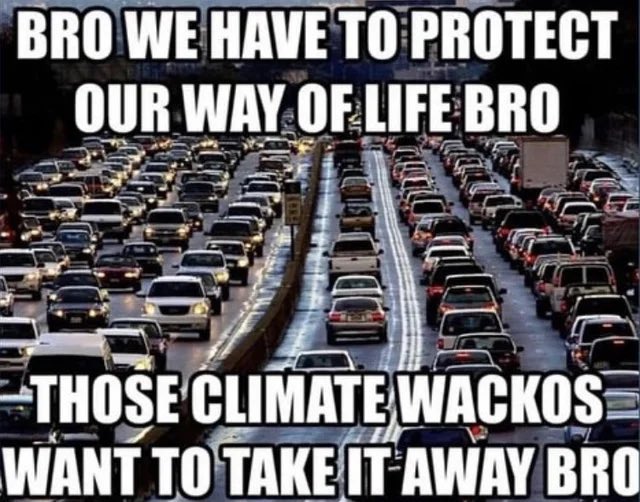 BRO WE HAVE TO PROTECT
OUR WAY OF LIFE BRO
THOSE CLIMATE WACKOS
WANT TO TAKE IT AWAY BRO